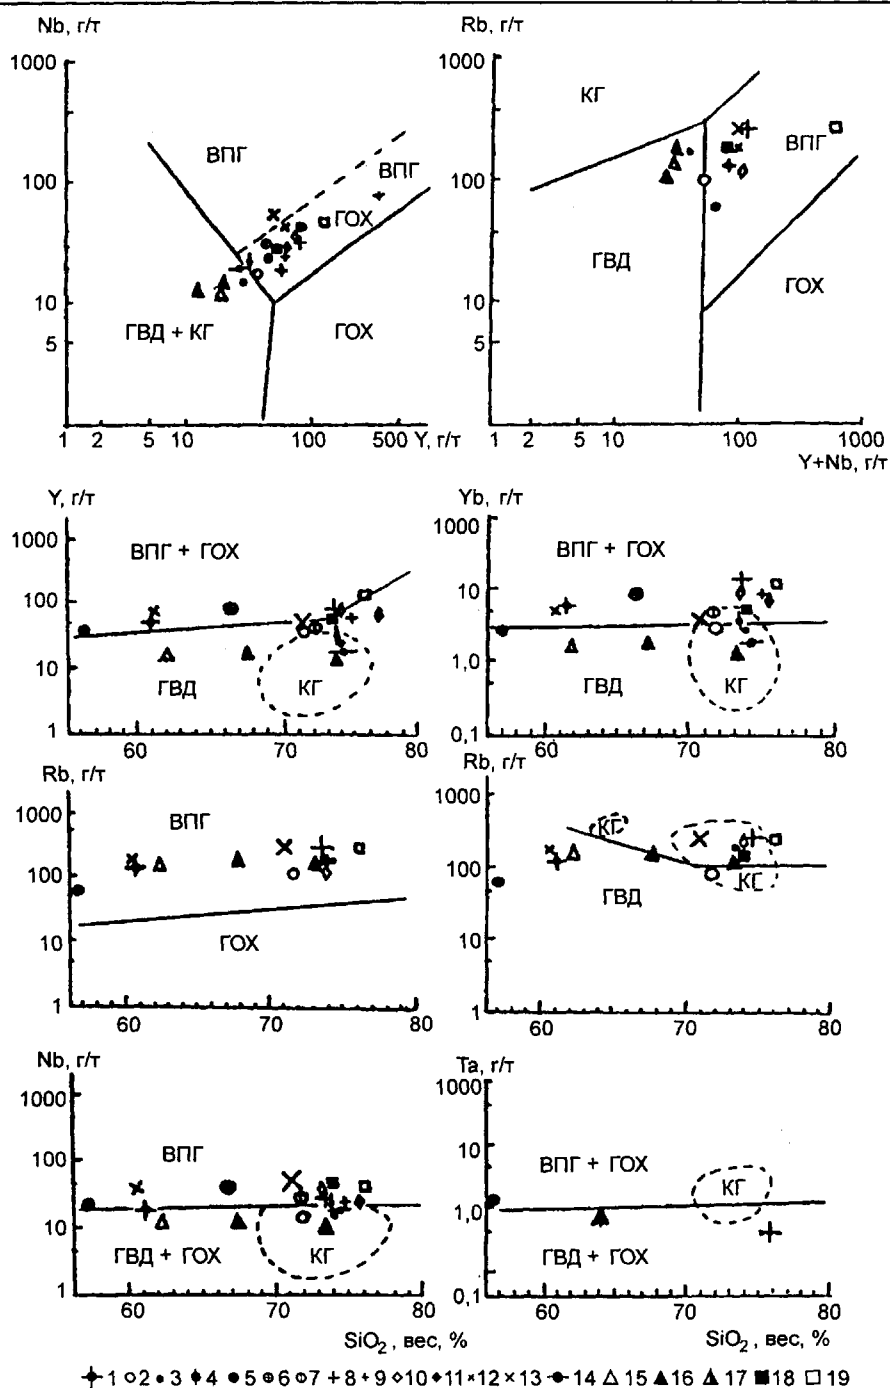 Nb, г/т
1000
100
10
5
1
ВПГ
ВПГ
ГОХ
ГВД + КГ
ГОХ
1 2 5 10 100 500 Y, г/т
Rb, г/т
1000
100
10
5
1
КГ
ВПГ
ГВД
ГОХ
1 2 10 100 1000
Y+Nb, г/т
Y, г/т
1000
100
10
1
ВПГ + ГОХ
ГВД
КГ
60 70 80
Yb, г/т
10
1,0
0,1
ВПГ + ГОХ
ГВД
КГ
60 70 80
Rb, г/т
1000
100
10
1
ВПГ
ГОХ
60 70 80
Rb, г/т
1000
100
10
1
КГ
ГВД
КГ
60 70 80
Nb, г/т
1000
100
10
1
ВПГ
ГВД + ГОХ
КГ
60 70 80
SiO₂, вес, %
Ta, г/т
1000
100
1,0
0,1
ВПГ + ГОХ
КГ
ГВД + ГОХ
60 70 80
SiO₂, вес, %
1 2 3 4 5 6 7 8 9 10 11 12 13 14 15 16 17 18 19